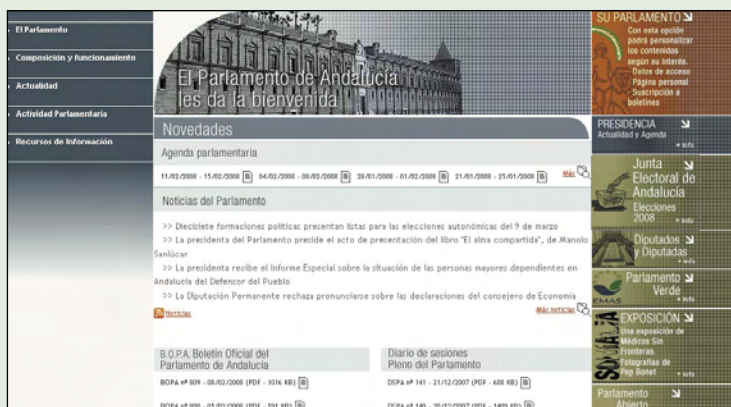 El Parlamento
Composición y funcionamiento
Actualidad
Actividad Parlamentaria
Recursos de Información
El Parlamento de Andalucía
les da la bienvenida
Novedades
Agenda parlamentaria
11/02/2008 - 15/02/2008 04/02/2008 - 08/02/2008 28/01/2008 - 01/02/2008 21/01/2008 - 25/01/2008 Más
Noticias del Parlamento
>> Diecisiete formaciones políticas presentan listas para las elecciones autonómicas del 9 de marzo
>> La presidenta del Parlamento preside el acto de presentación del libro "El alma compartida", de Manolo
Sanlúcar
>> La presidenta recibe el Informe Especial sobre la situación de las personas mayores dependientes en
Andalucía del Defensor del Pueblo
>> La Diputación Permanente rechaza pronunciarse sobre las declaraciones del consejero de Economía
Noticias
Más noticias
B.O.P.A. Boletín Oficial del
Parlamento de Andalucía
BOPA nº 809 - 08/02/2008 (PDF - 1016 KB)
Diario de sesiones
Pleno del Parlamento
DSPA nº 141 - 21/12/2007 (PDF - 688 KB)
SU PARLAMENTO
Con esta opción
podrá personalizar
los contenidos
según su interés.
Datos de acceso
Página personal
Suscripción a
boletines
PRESIDENCIA
Actualidad y Agenda
+ info
Junta
Electoral de
Andalucía
Elecciones
2008 + info
Diputados
y Diputadas
+ info
Parlamento
Verde
EMAS + info
EXPOSICIÓN
SOMALIA
Una exposición de
Médicos Sin
Fronteras.
Fotografías de
Pep Bonet + info
Parlamento
Abierto